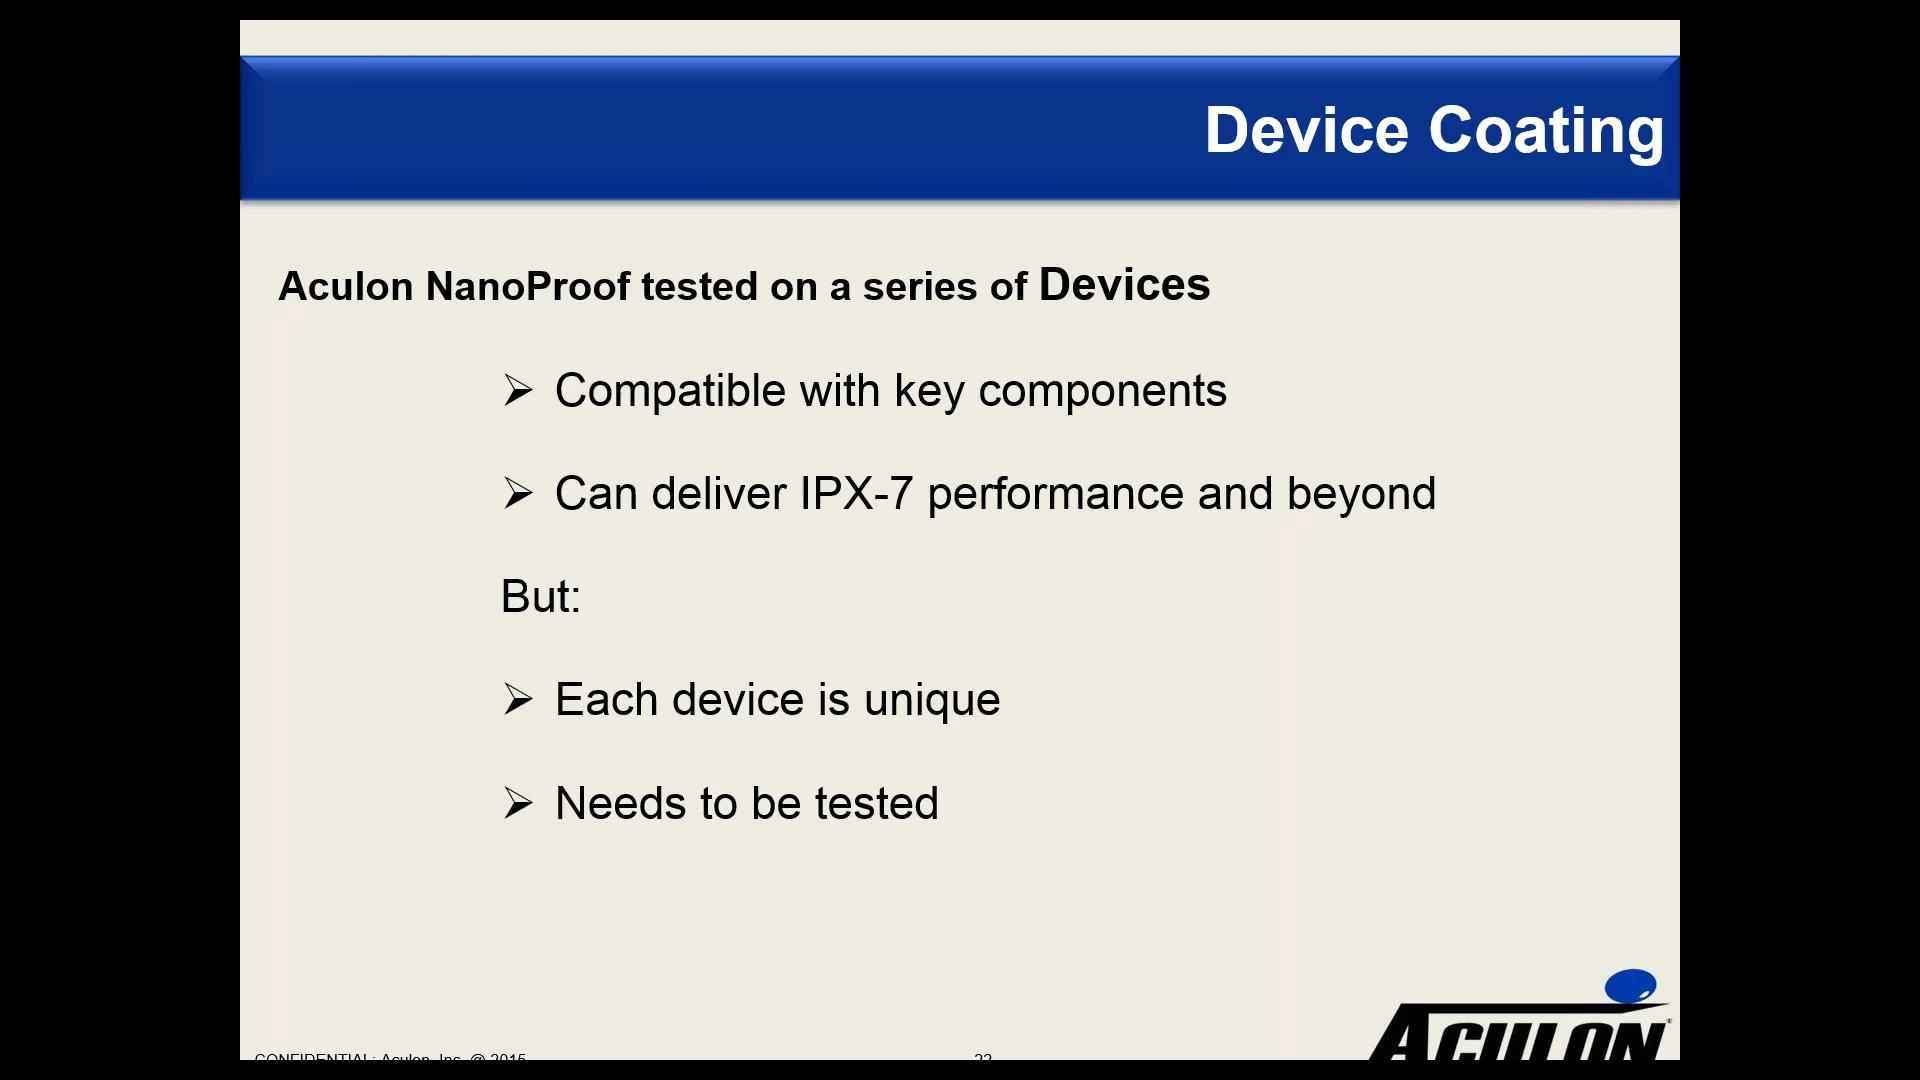 Device Coating
Aculon NanoProof tested on a series of Devices
Compatible with key components
Can deliver IPX-7 performance and beyond
But:
Each device is unique
Needs to be tested
CONFIDENTIAL: Aculon, Inc. @ 2015
22
ACULON®